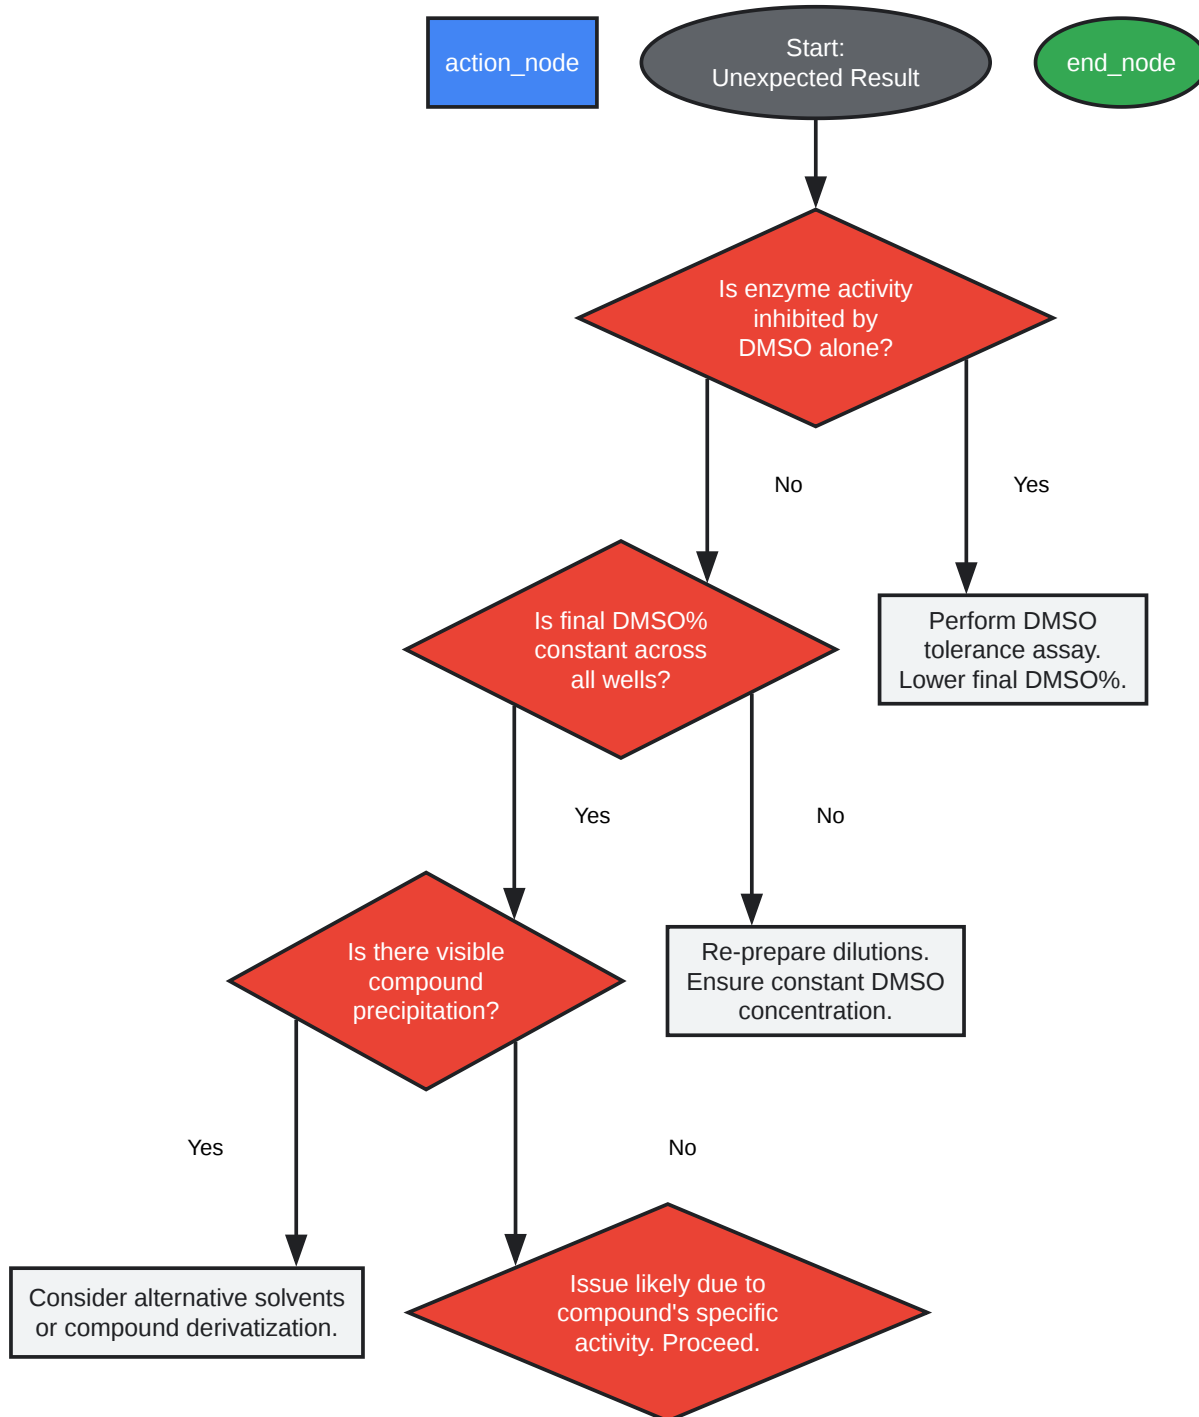 action_node
Start:
Unexpected Result
end_node
Is enzyme activity
inhibited by
DMSO alone?
No
Yes
Is final DMSO%
constant across
all wells?
Perform DMSO
tolerance assay.
Lower final DMSO%.
Yes
No
Is there visible
compound
precipitation?
Re-prepare dilutions.
Ensure constant DMSO
concentration.
Yes
No
Consider alternative solvents
or compound derivatization.
Issue likely due to
compound's specific
activity. Proceed.